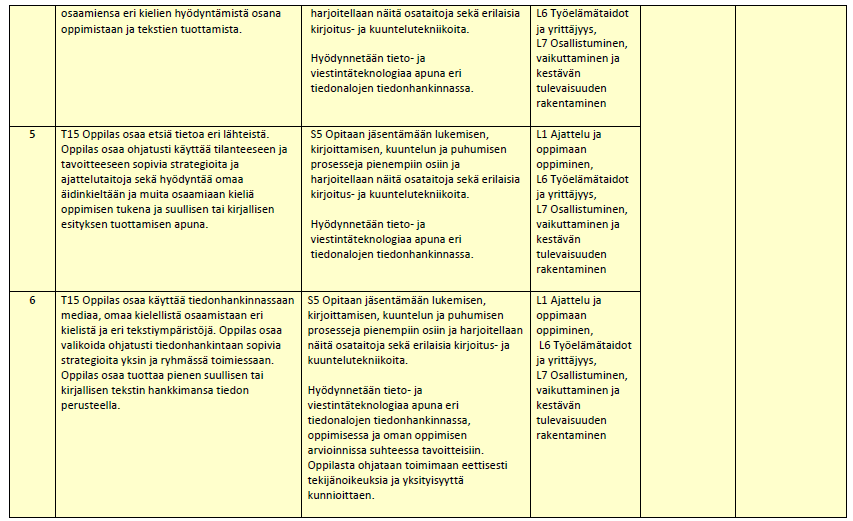 osaamiensa eri kielien hyödyntämistä osana
oppimistaan ja tekstien tuottamista.
harjoitellaan näitä osataitoja sekä erilaisia
kirjoitus- ja kuuntelutekniikoita.
Hyödynnetään tieto- ja
viestintäteknologiaa apuna eri
tiedonalojen tiedonhankinnassa.
L6 Työelämätaidot
ja yrittäjyys,
L7 Osallistuminen,
vaikuttaminen ja
kestävän
tulevaisuuden
rakentaminen
5
T15 Oppilas osaa etsiä tietoa eri lähteistä.
Oppilas osaa ohjatusti käyttää tilanteeseen ja
tavoitteeseen sopivia strategioita ja
ajattelutaitoja sekä hyödyntää omaa
äidinkieltään ja muita osaamiaan kieliä
oppimisen tukena ja suullisen tai kirjallisen
esityksen tuottamisen apuna.
S5 Opitaan jäsentämään lukemisen,
kirjoittamisen, kuuntelun ja puhumisen
prosesseja pienempiin osiin ja
harjoitellaan näitä osataitoja sekä erilaisia
kirjoitus- ja kuuntelutekniikoita.
Hyödynnetään tieto- ja
viestintäteknologiaa apuna eri
tiedonalojen tiedonhankinnassa.
L1 Ajattelu ja
oppimaan
oppiminen,
L6 Työelämätaidot
ja yrittäjyys,
L7 Osallistuminen,
vaikuttaminen ja
kestävän
tulevaisuuden
rakentaminen
6
T15 Oppilas osaa käyttää tiedonhankinnassaan
mediaa, omaa kielellistä osaamistaan eri
kielistä ja eri tekstiympäristöjä. Oppilas osaa
valikoida ohjatusti tiedonhankintaan sopivia
strategioita yksin ja ryhmässä toimiessaan.
Oppilas osaa tuottaa pienen suullisen tai
kirjallisen tekstin hankkimansa tiedon
perusteella.
S5 Opitaan jäsentämään lukemisen,
kirjoittamisen, kuuntelun ja puhumisen
prosesseja pienempiin osiin ja harjoitellaan
näitä osataitoja sekä erilaisia kirjoitus- ja
kuuntelutekniikoita.
Hyödynnetään tieto- ja
viestintäteknologiaa apuna eri
tiedonalojen tiedonhankinnassa,
oppimisessa ja oman oppimisen
arvioinnissa suhteessa tavoitteisiin.
Oppilasta ohjataan toimimaan eettisesti
tekijänoikeuksia ja yksityisyyttä
kunnioittaen.
L1 Ajattelu ja
oppimaan
oppiminen,
L6 Työelämätaidot
ja yrittäjyys,
L7 Osallistuminen,
vaikuttaminen ja
kestävän
tulevaisuuden
rakentaminen